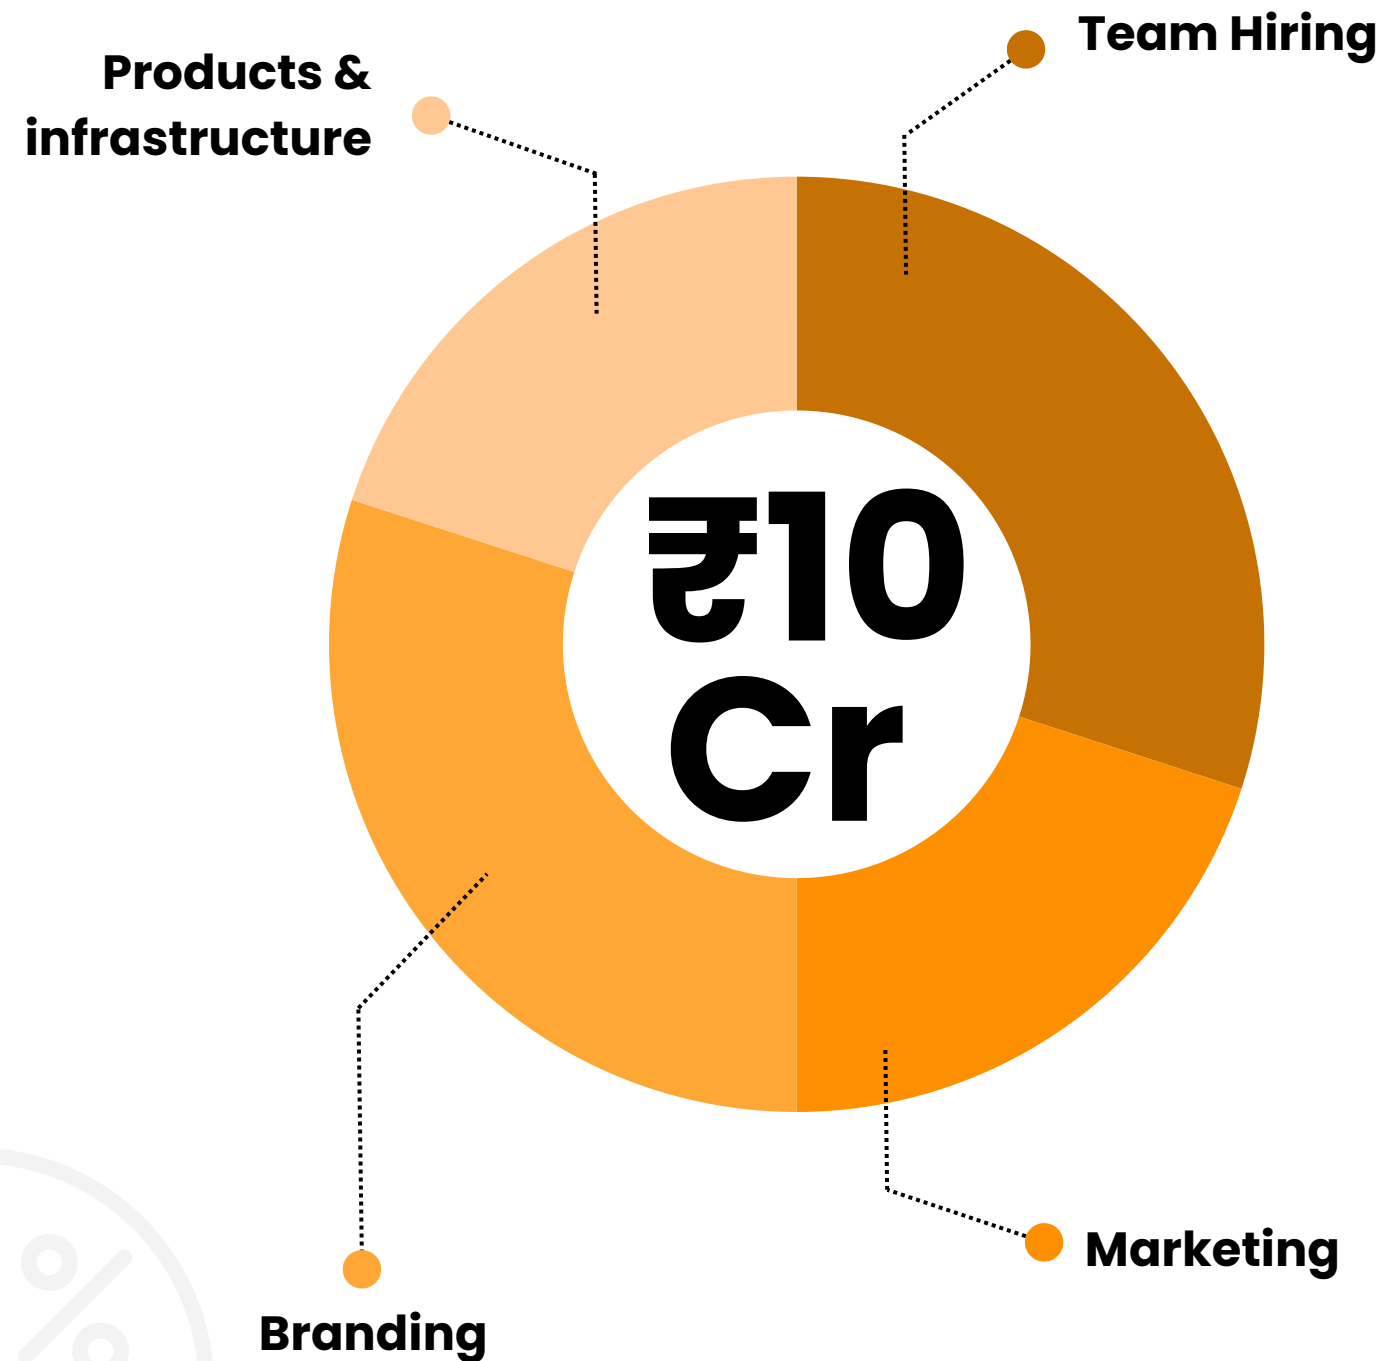 Team Hiring
Products &
infrastructure
₹10
Cr
Marketing
Branding
%